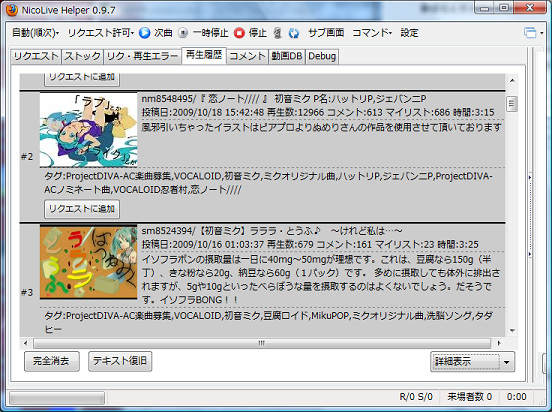 NicoLive Helper 0.9.7
自動(順次) リクエスト許可 次曲 一時停止 停止 サブ画面 コマンド 設定
リクエスト ストック リク・再生エラー 再生履歴 コメント 動画DB Debug
リクエストに追加
#2
「ラブ」だか
「ライク」だか
nm8548495/『 恋ノート//// 』 初音ミク P名:ハットリP,ジェバンニP
投稿日:2009/10/18 15:42:48 再生数:12966 コメント:613 マイリスト:686 時間:3:15
風邪引いちゃったイラストはピアプロよりぬめりさんの作品を使用させて頂いております
タグ:ProjectDIVA-AC楽曲募集,VOCALOID,初音ミク,ミクオリジナル曲,ハットリP,ジェバンニP,ProjectDIVA-
ACノミネート曲,VOCALOID忍者村,恋ノート////
リクエストに追加
#3
sm8524394/【初音ミク】ラララ・とうふ♪ ～けれど私は…～
投稿日:2009/10/16 01:03:37 再生数:679 コメント:161 マイリスト:23 時間:3:25
イソフラボンの摂取量は一日に40mg～50mgが理想です。これは、豆腐なら150g（半
丁）、きな粉なら20g、納豆なら60g（１パック）です。 多めに摂取しても体外に排出さ
れますが、5gや10gといったべらぼうな量を摂取するのはよくないでしょう。だそうで
す。イソフラBONG！！
タグ:ProjectDIVA-AC楽曲募集,VOCALOID,初音ミク,豆腐ロイド,MikuPOP,ミクオリジナル曲,洗脳ソング,タダ
ヒー
完全消去 テキスト復旧 詳細表示
R/0 S/0 来場者数 0 0:00